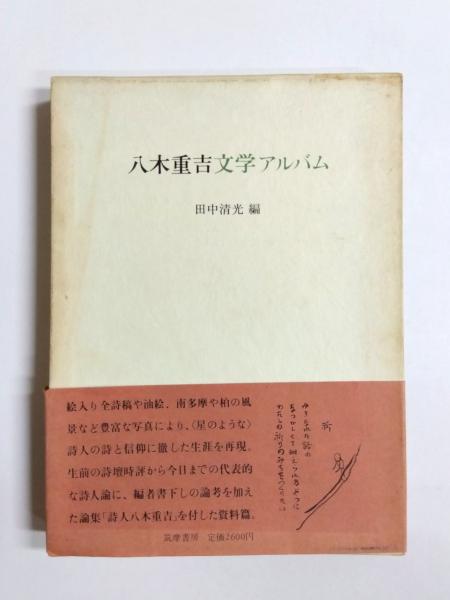 八木重吉文学アルバム
田中清光 編
絵入り全詩稿や油絵、南多摩や柏の風
景など豊富な写真により、〈星のような〉
詩人の詩と信仰に徹した生涯を再現。
生前の詩壇時評から今日までの代表的
な詩人論に、編者書下しの論考を加え
た論集「詩人八木重吉」を付した資料篇。
筑摩書房 定価2600円
祈